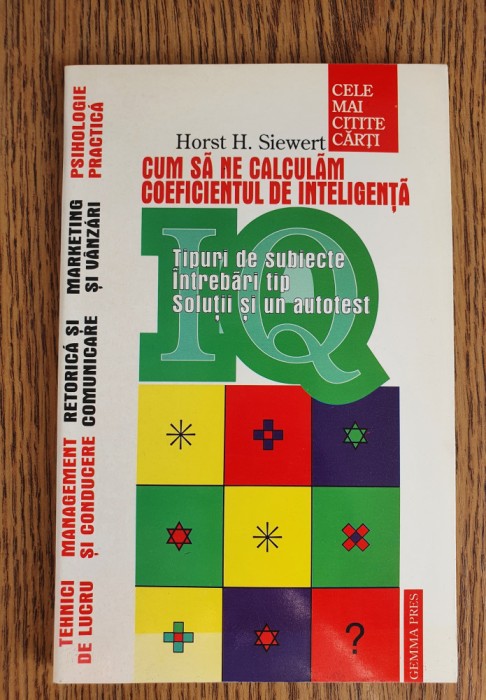 CELE
MAI
CITITE
CĂRȚI
Horst H. Siewert
CUM SĂ NE CALCULĂM
COEFICIENTUL DE INTELIGENȚĂ
IQ
Tipuri de subiecte
Întrebări tip
Soluții și un autotest
PSIHOLOGIE
PRACTICĂ
MARKETING
ȘI VÂNZĂRI
RETORICĂ ȘI
COMUNICARE
MANAGEMENT
ȘI CONDUCERE
TEHNICI
DE LUCRU
?
GEMMA PRES